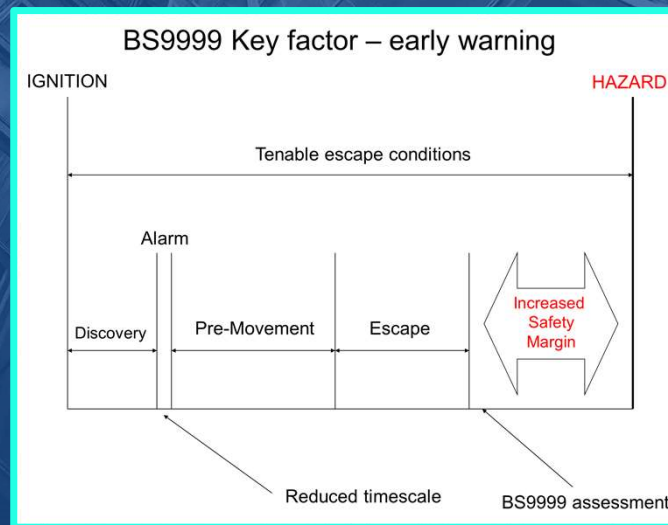 BS9999 Key factor – early warning
IGNITION
HAZARD
Tenable escape conditions
Alarm
Discovery
Pre-Movement
Escape
Increased
Safety
Margin
Reduced timescale
BS9999 assessment